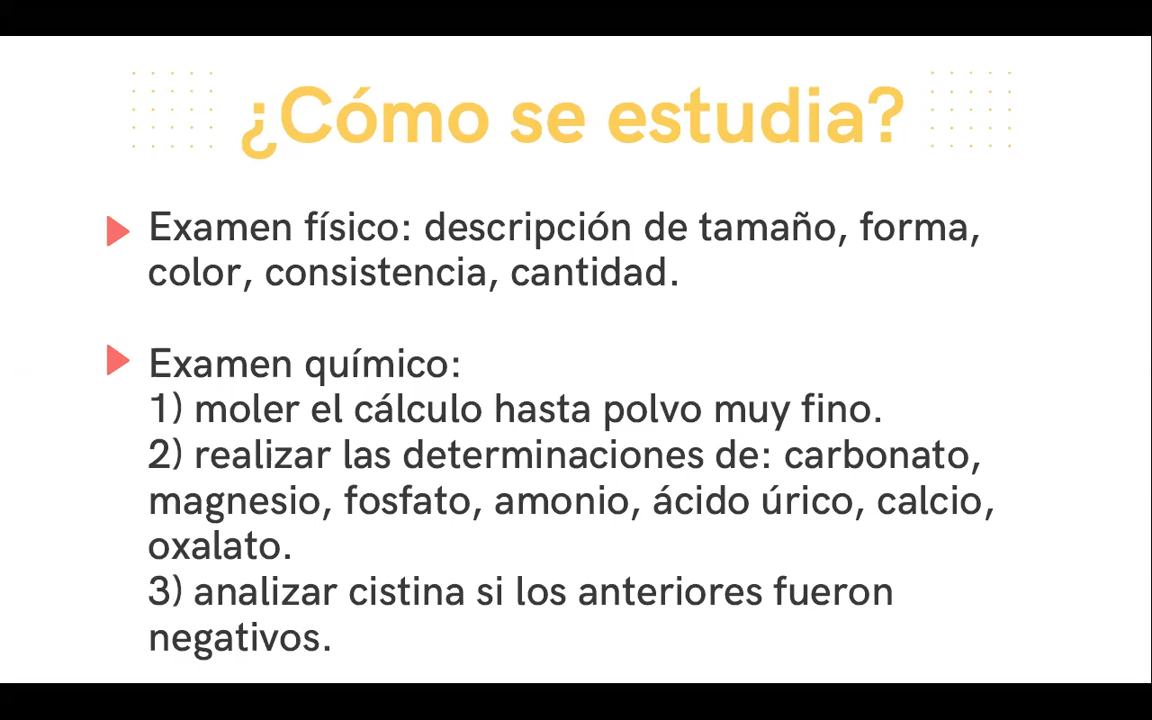 ¿Cómo se estudia?
Examen físico: descripción de tamaño, forma,
color, consistencia, cantidad.
Examen químico:
1) moler el cálculo hasta polvo muy fino.
2) realizar las determinaciones de: carbonato,
magnesio, fosfato, amonio, ácido úrico, calcio,
oxalato.
3) analizar cistina si los anteriores fueron
negativos.